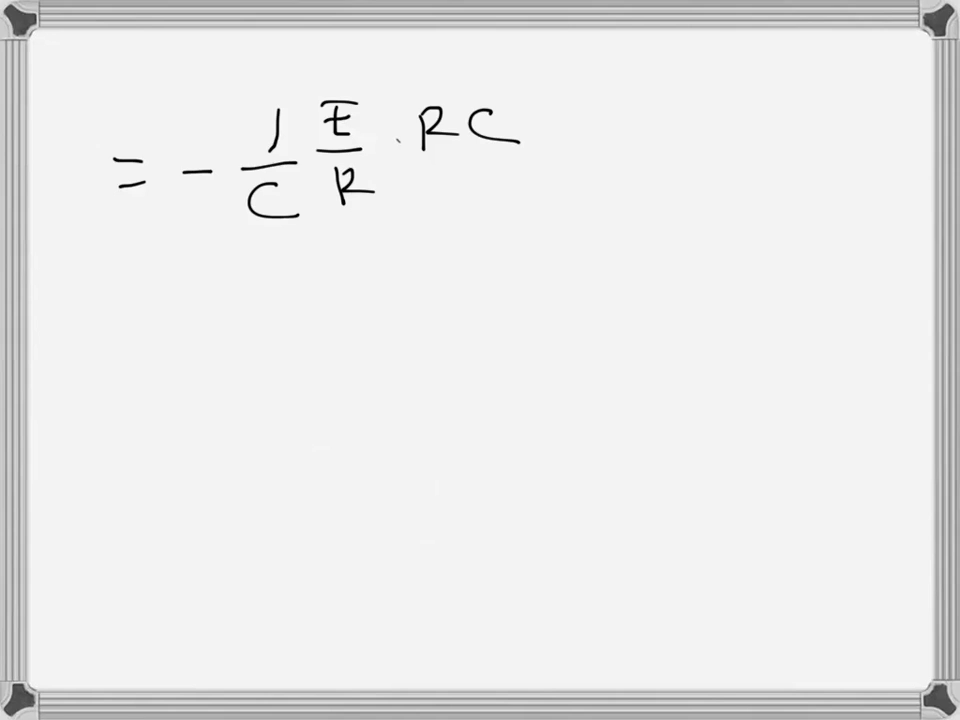 = - 1/C E/R . RC